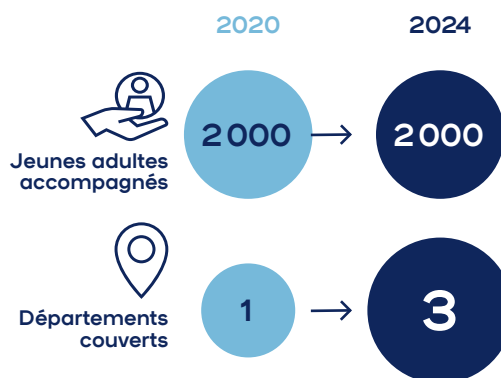 2020
2024
2 000
2 000
Jeunes adultes
accompagnés
1
3
Départements
couverts